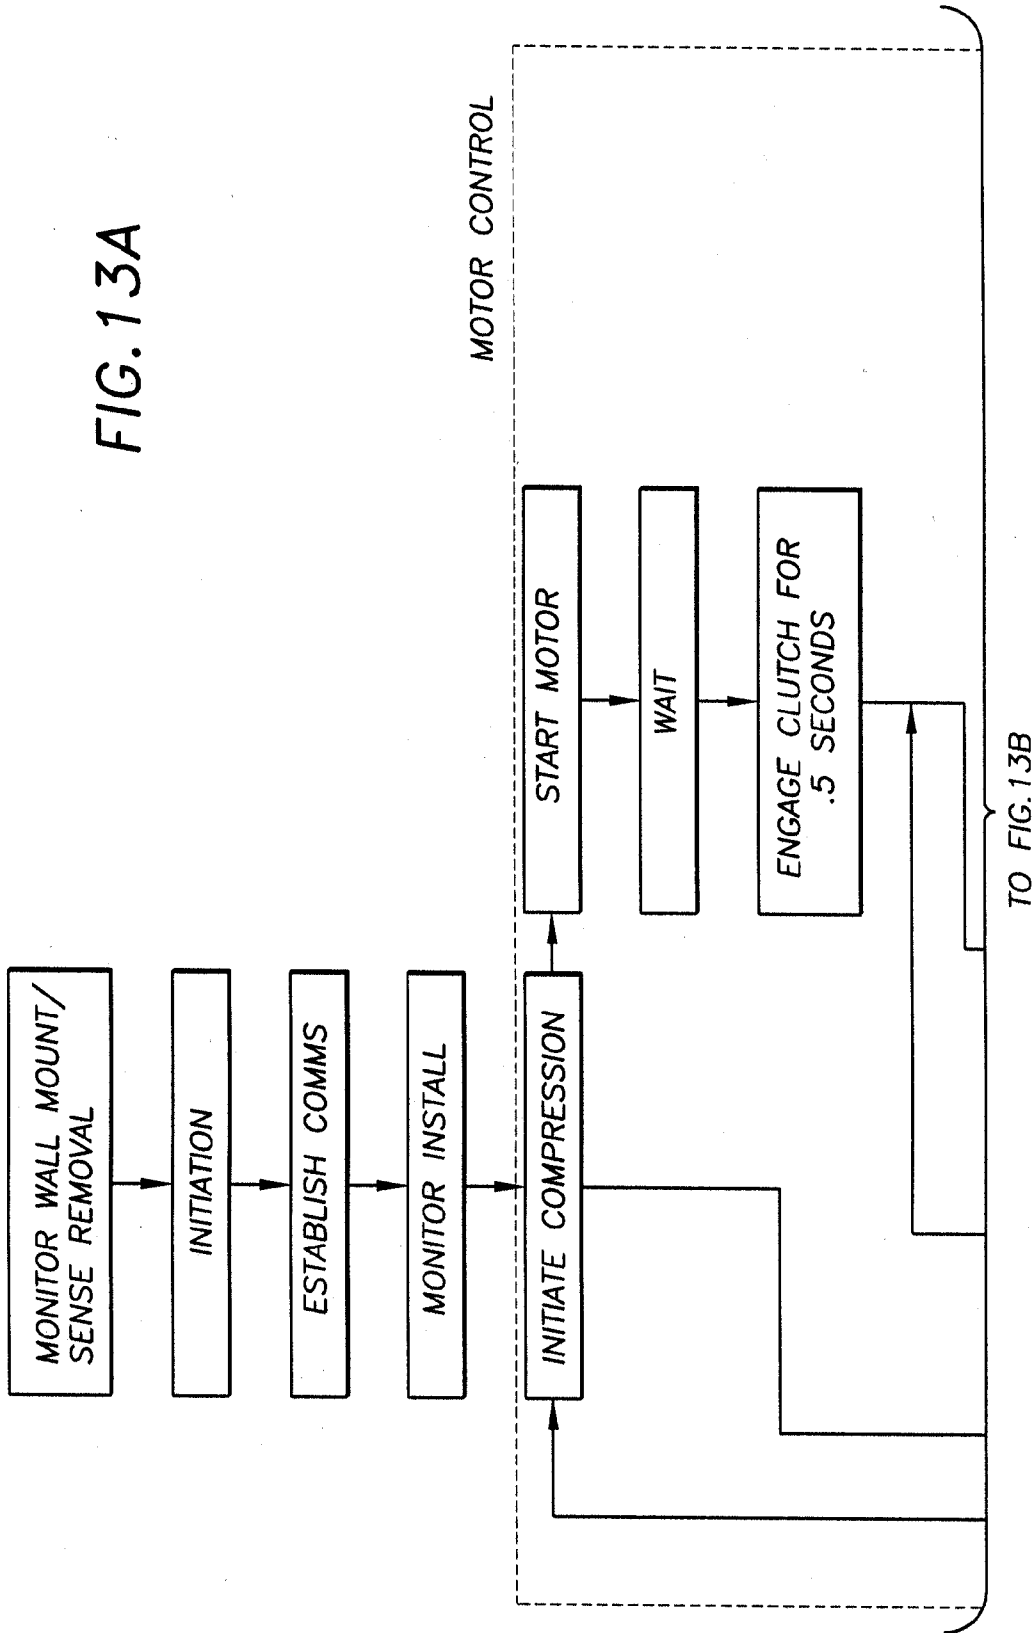 FIG.13A
MONITOR WALL MOUNT/
SENSE REMOVAL
INITIATION
ESTABLISH COMMS
MONITOR INSTALL
MOTOR CONTROL
INITIATE COMPRESSION
START MOTOR
WAIT
ENGAGE CLUTCH FOR
.5 SECONDS
TO FIG.13B